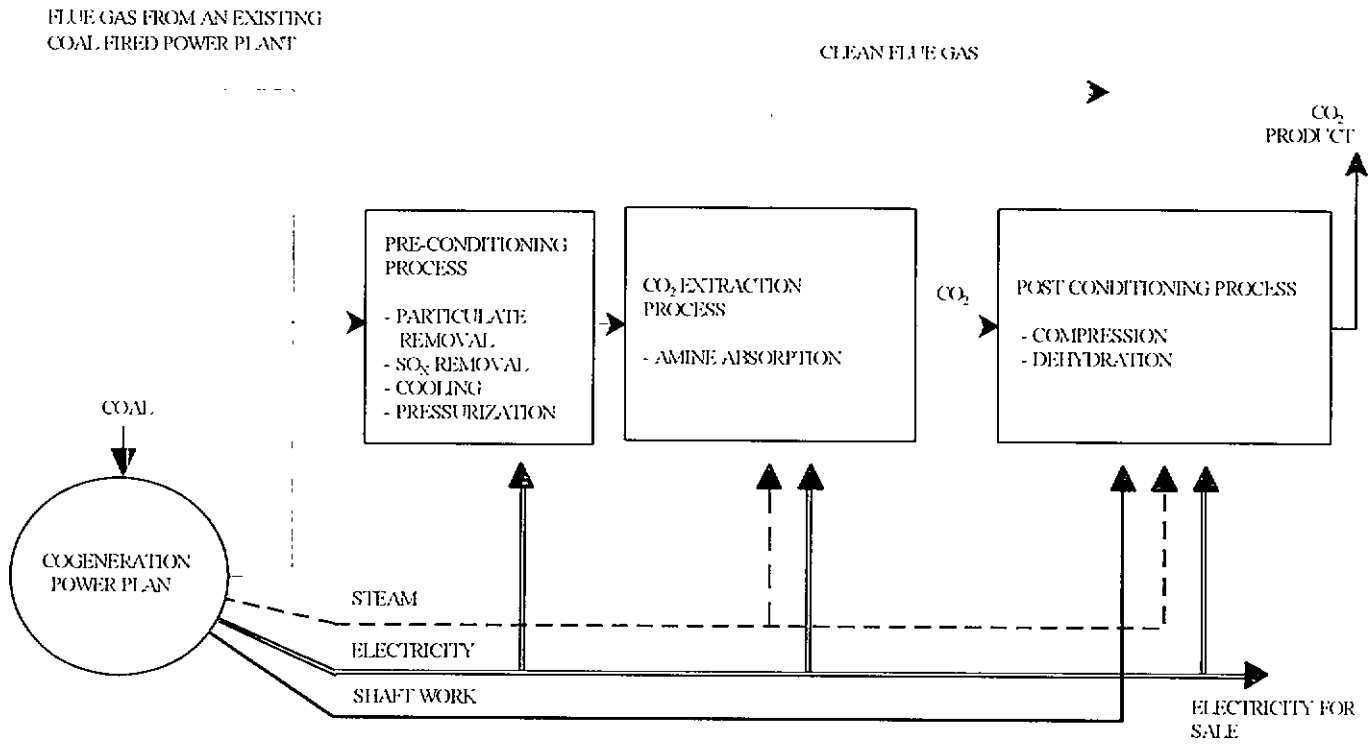 FLUE GAS FROM AN EXISTING
COAL FIRED POWER PLANT
CLEAN FLUE GAS
CO₂
PRODUCT
PRE-CONDITIONING
PROCESS
- PARTICULATE
REMOVAL
- SOₓ REMOVAL
- COOLING
- PRESSURIZATION
CO₂ EXTRACTION
PROCESS
- AMINE ABSORPTION
CO₂
POST CONDITIONING PROCESS
- COMPRESSION
- DEHYDRATION
COAL
COGENERATION
POWER PLAN
STEAM
ELECTRICITY
SHAFT WORK
ELECTRICITY FOR
SALE